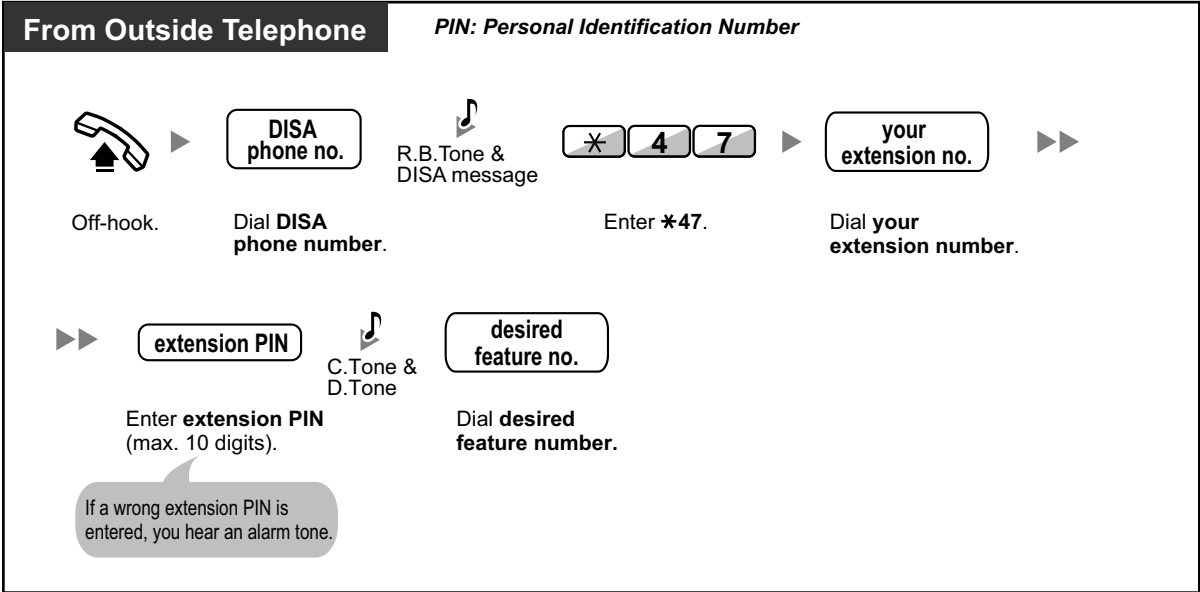 From Outside Telephone
PIN: Personal Identification Number
DISA
phone no.
R.B.Tone &
DISA message
* 4 7
your
extension no.
Off-hook.
Dial DISA
phone number.
Enter *47.
Dial your
extension number.
extension PIN
C.Tone &
D.Tone
desired
feature no.
Enter extension PIN
(max. 10 digits).
Dial desired
feature number.
If a wrong extension PIN is
entered, you hear an alarm tone.